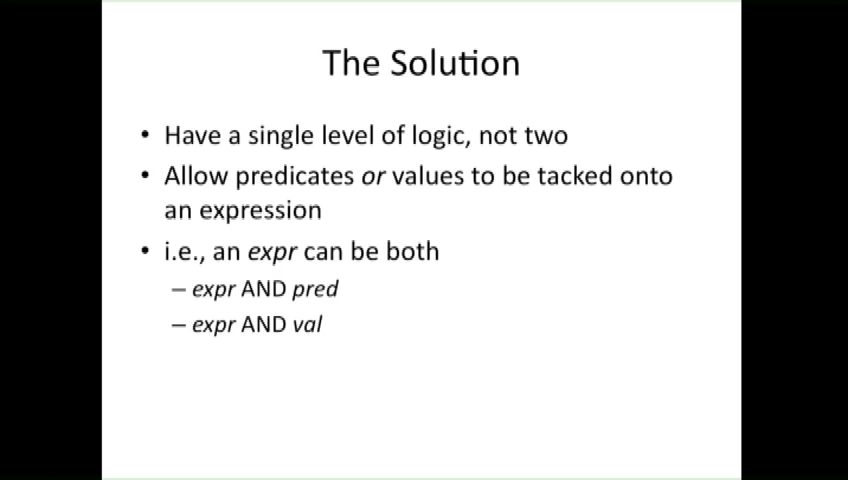 The Solution
• Have a single level of logic, not two
• Allow predicates or values to be tacked onto
an expression
• i.e., an expr can be both
– expr AND pred
– expr AND val